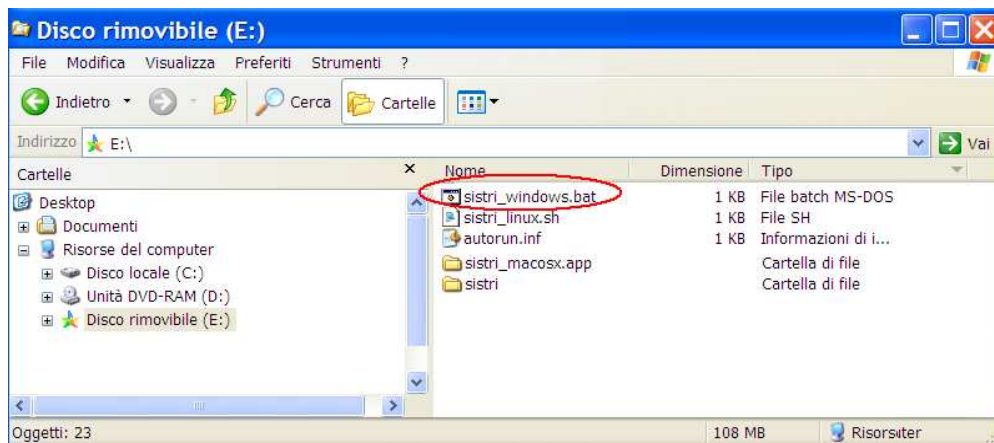 Disco rimovibile (E:)
File Modifica Visualizza Preferiti Strumenti ?
Indietro Cerca Cartelle
Indirizzo E:\ Vai
Cartelle × Nome Dimensione Tipo
Desktop
Documenti
Risorse del computer
Disco locale (C:)
Unità DVD-RAM (D:)
Disco rimovibile (E:)
sistri_windows.bat 1 KB File batch MS-DOS
sistri_linux.sh 1 KB File SH
autorun.inf 1 KB Informazioni di i...
sistri_macosx.app Cartella di file
sistri Cartella di file
Oggetti: 23 108 MB